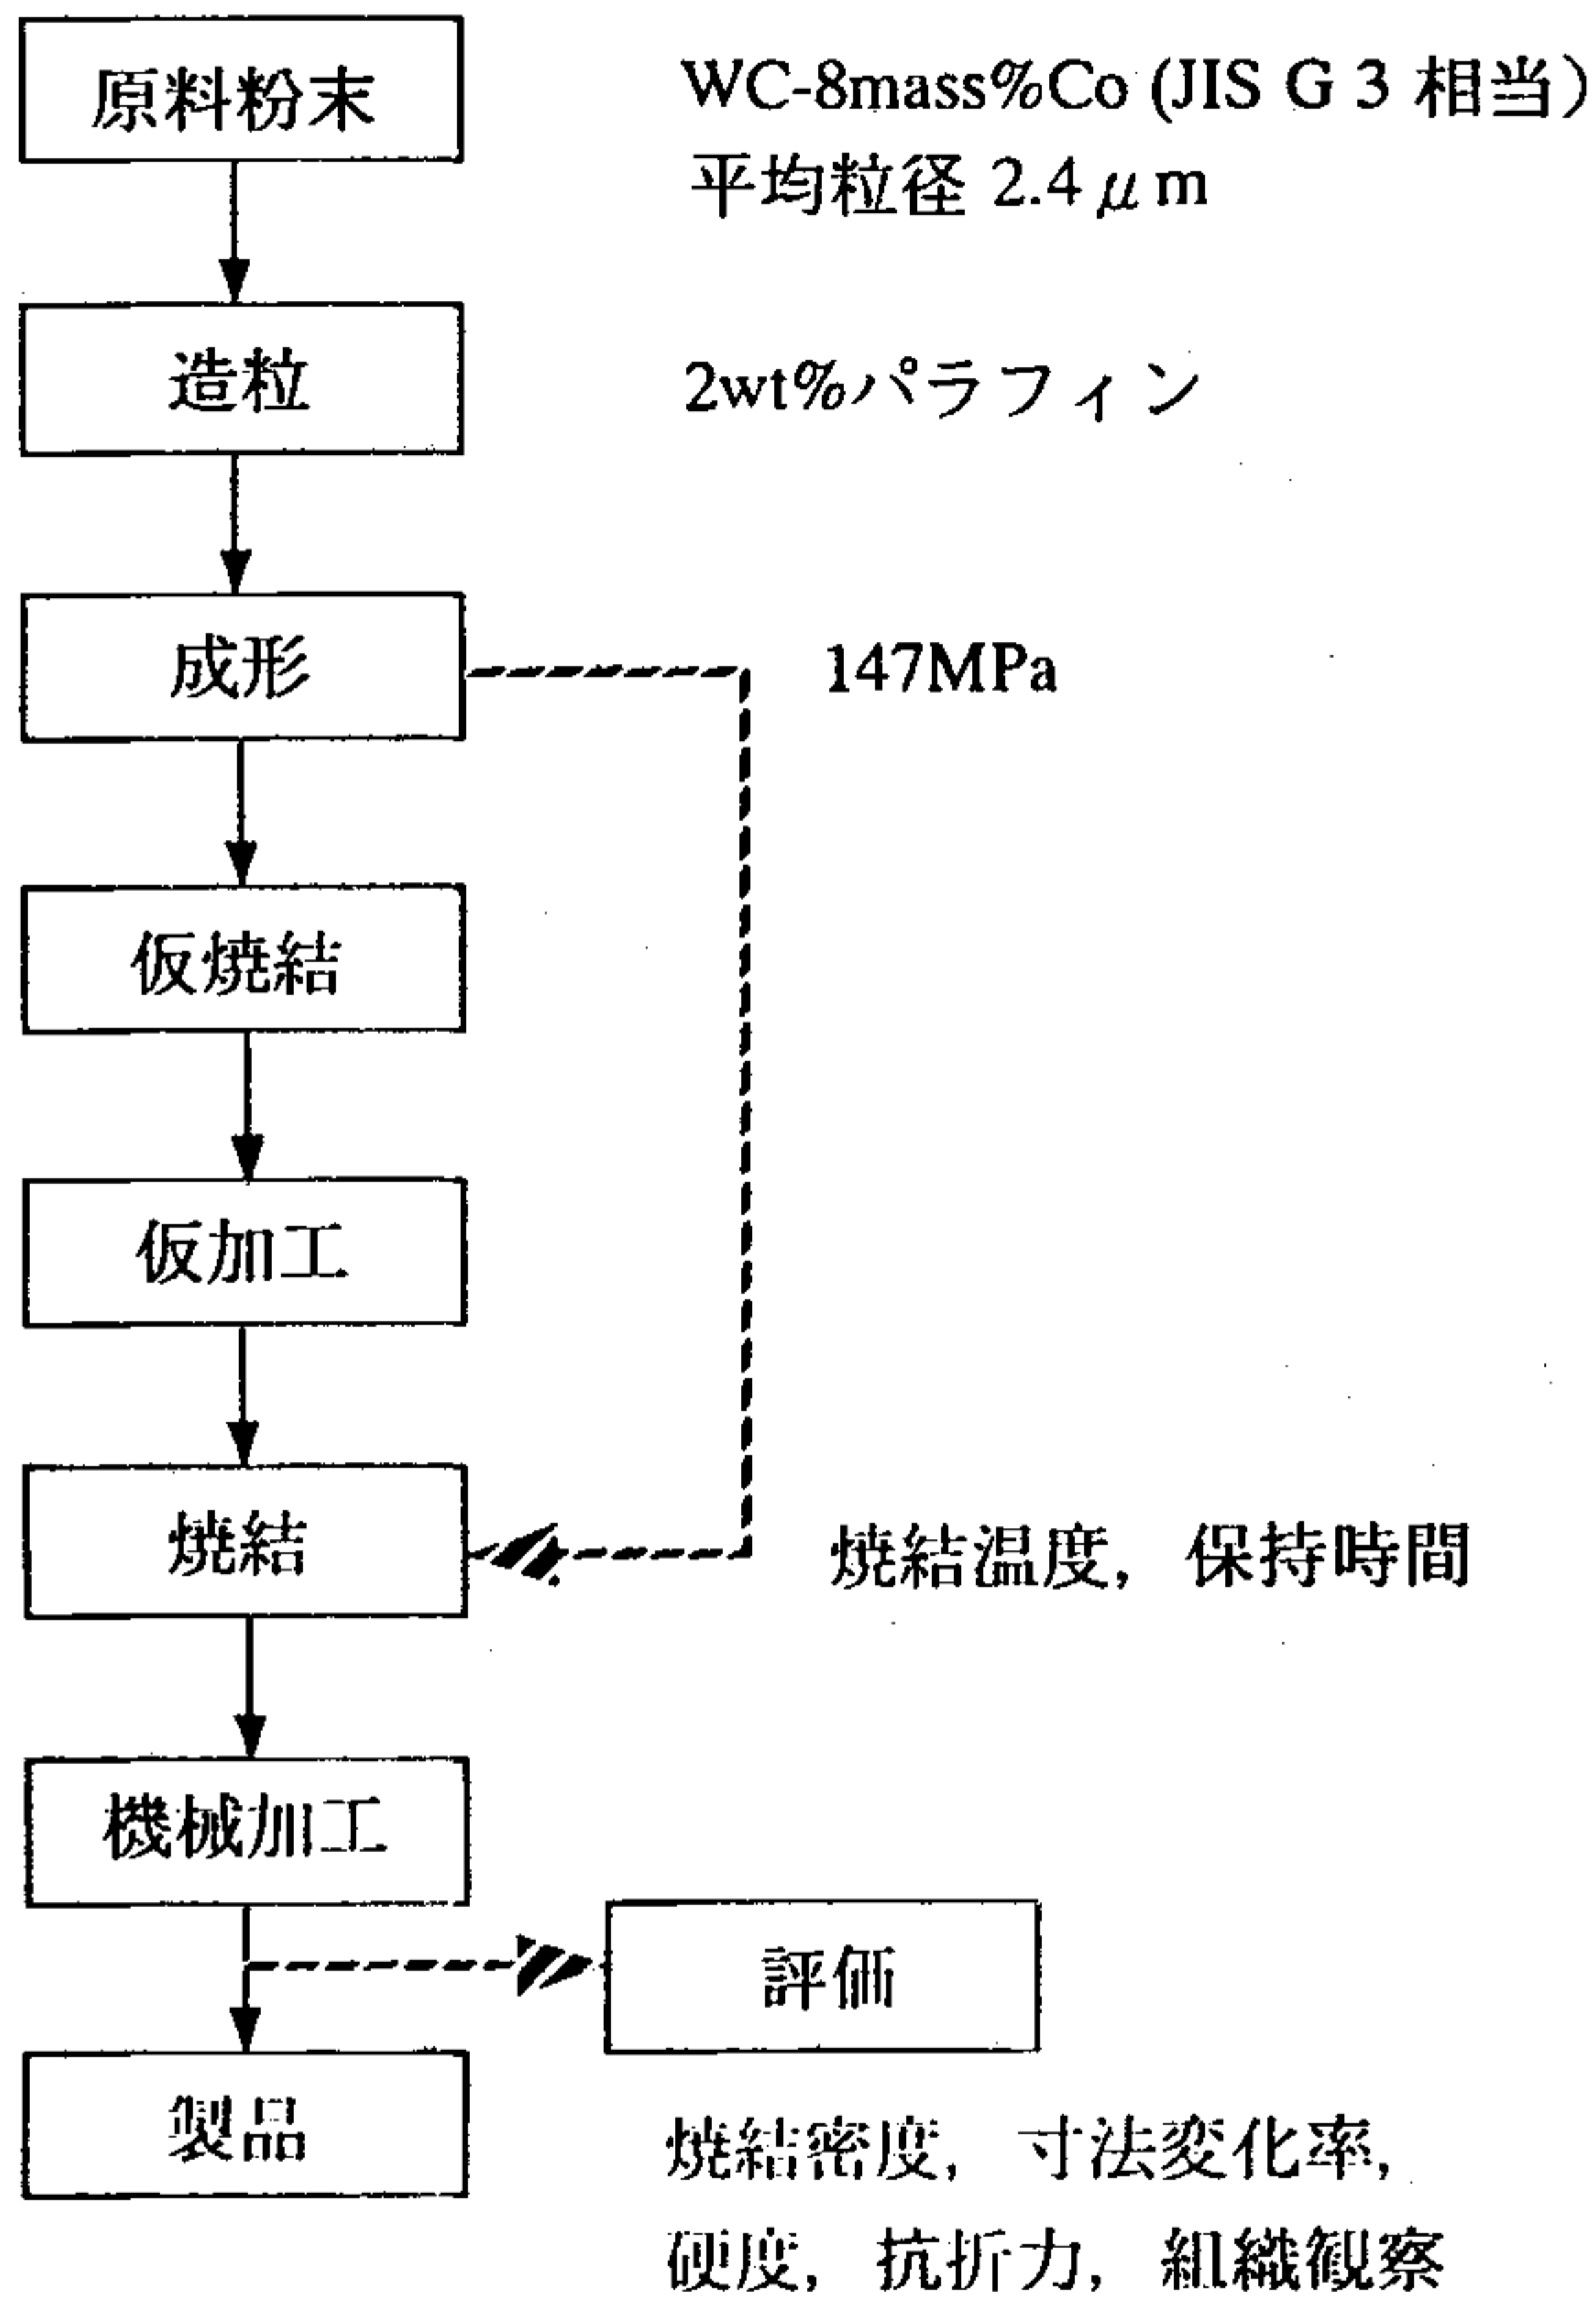 原料粉末
WC-8mass%Co (JIS G 3 相当)
平均粒径 2.4μm
造粒
2wt%パラフィン
成形
147MPa
仮焼結
仮加工
焼結
焼結温度, 保持時間
機械加工
評価
製品
焼結密度, 寸法変化率,
硬度, 抗折力, 組織観察